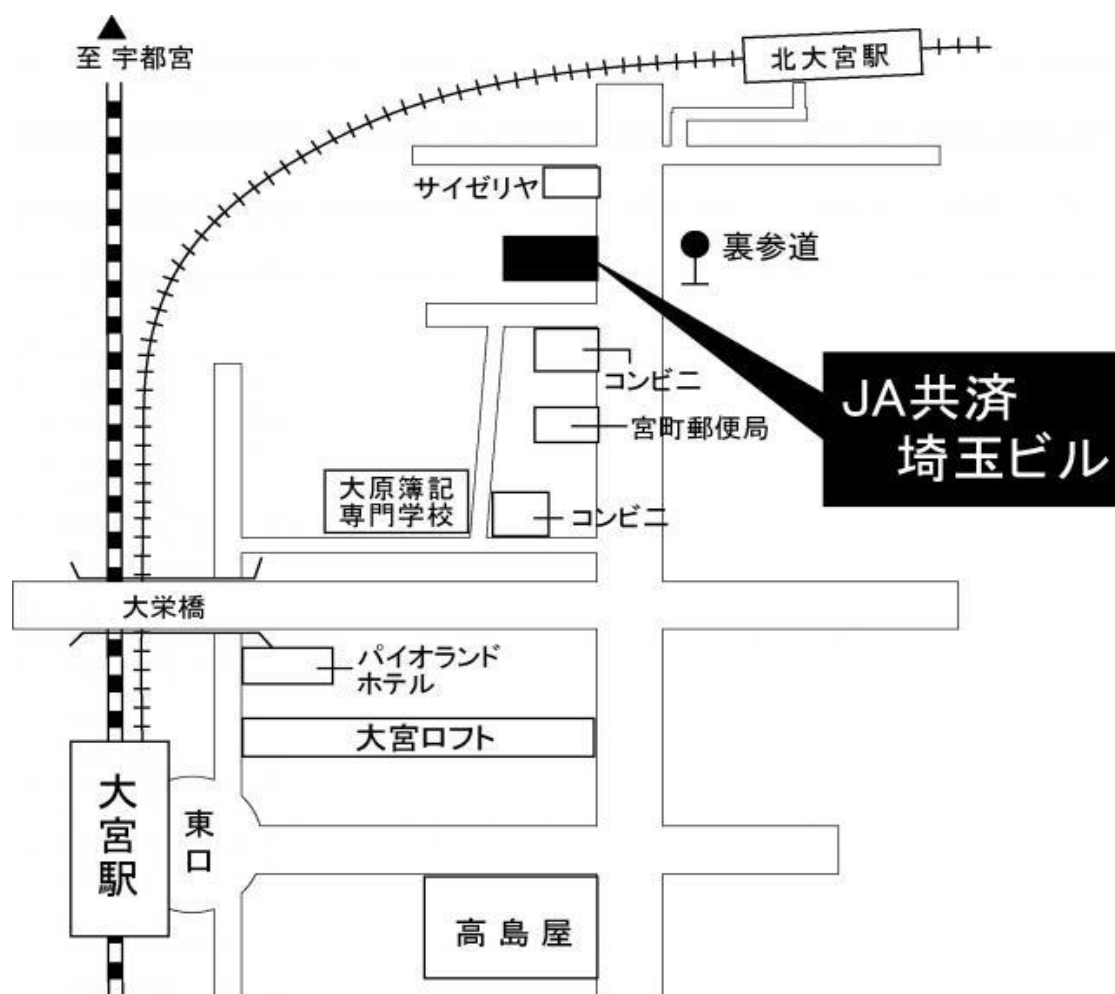 至 宇都宮
北大宮駅
サイゼリヤ
裏参道
JA共済
埼玉ビル
コンビニ
宮町郵便局
大原簿記
専門学校
コンビニ
大栄橋
パイオランド
ホテル
大宮ロフト
大宮駅
東口
高島屋